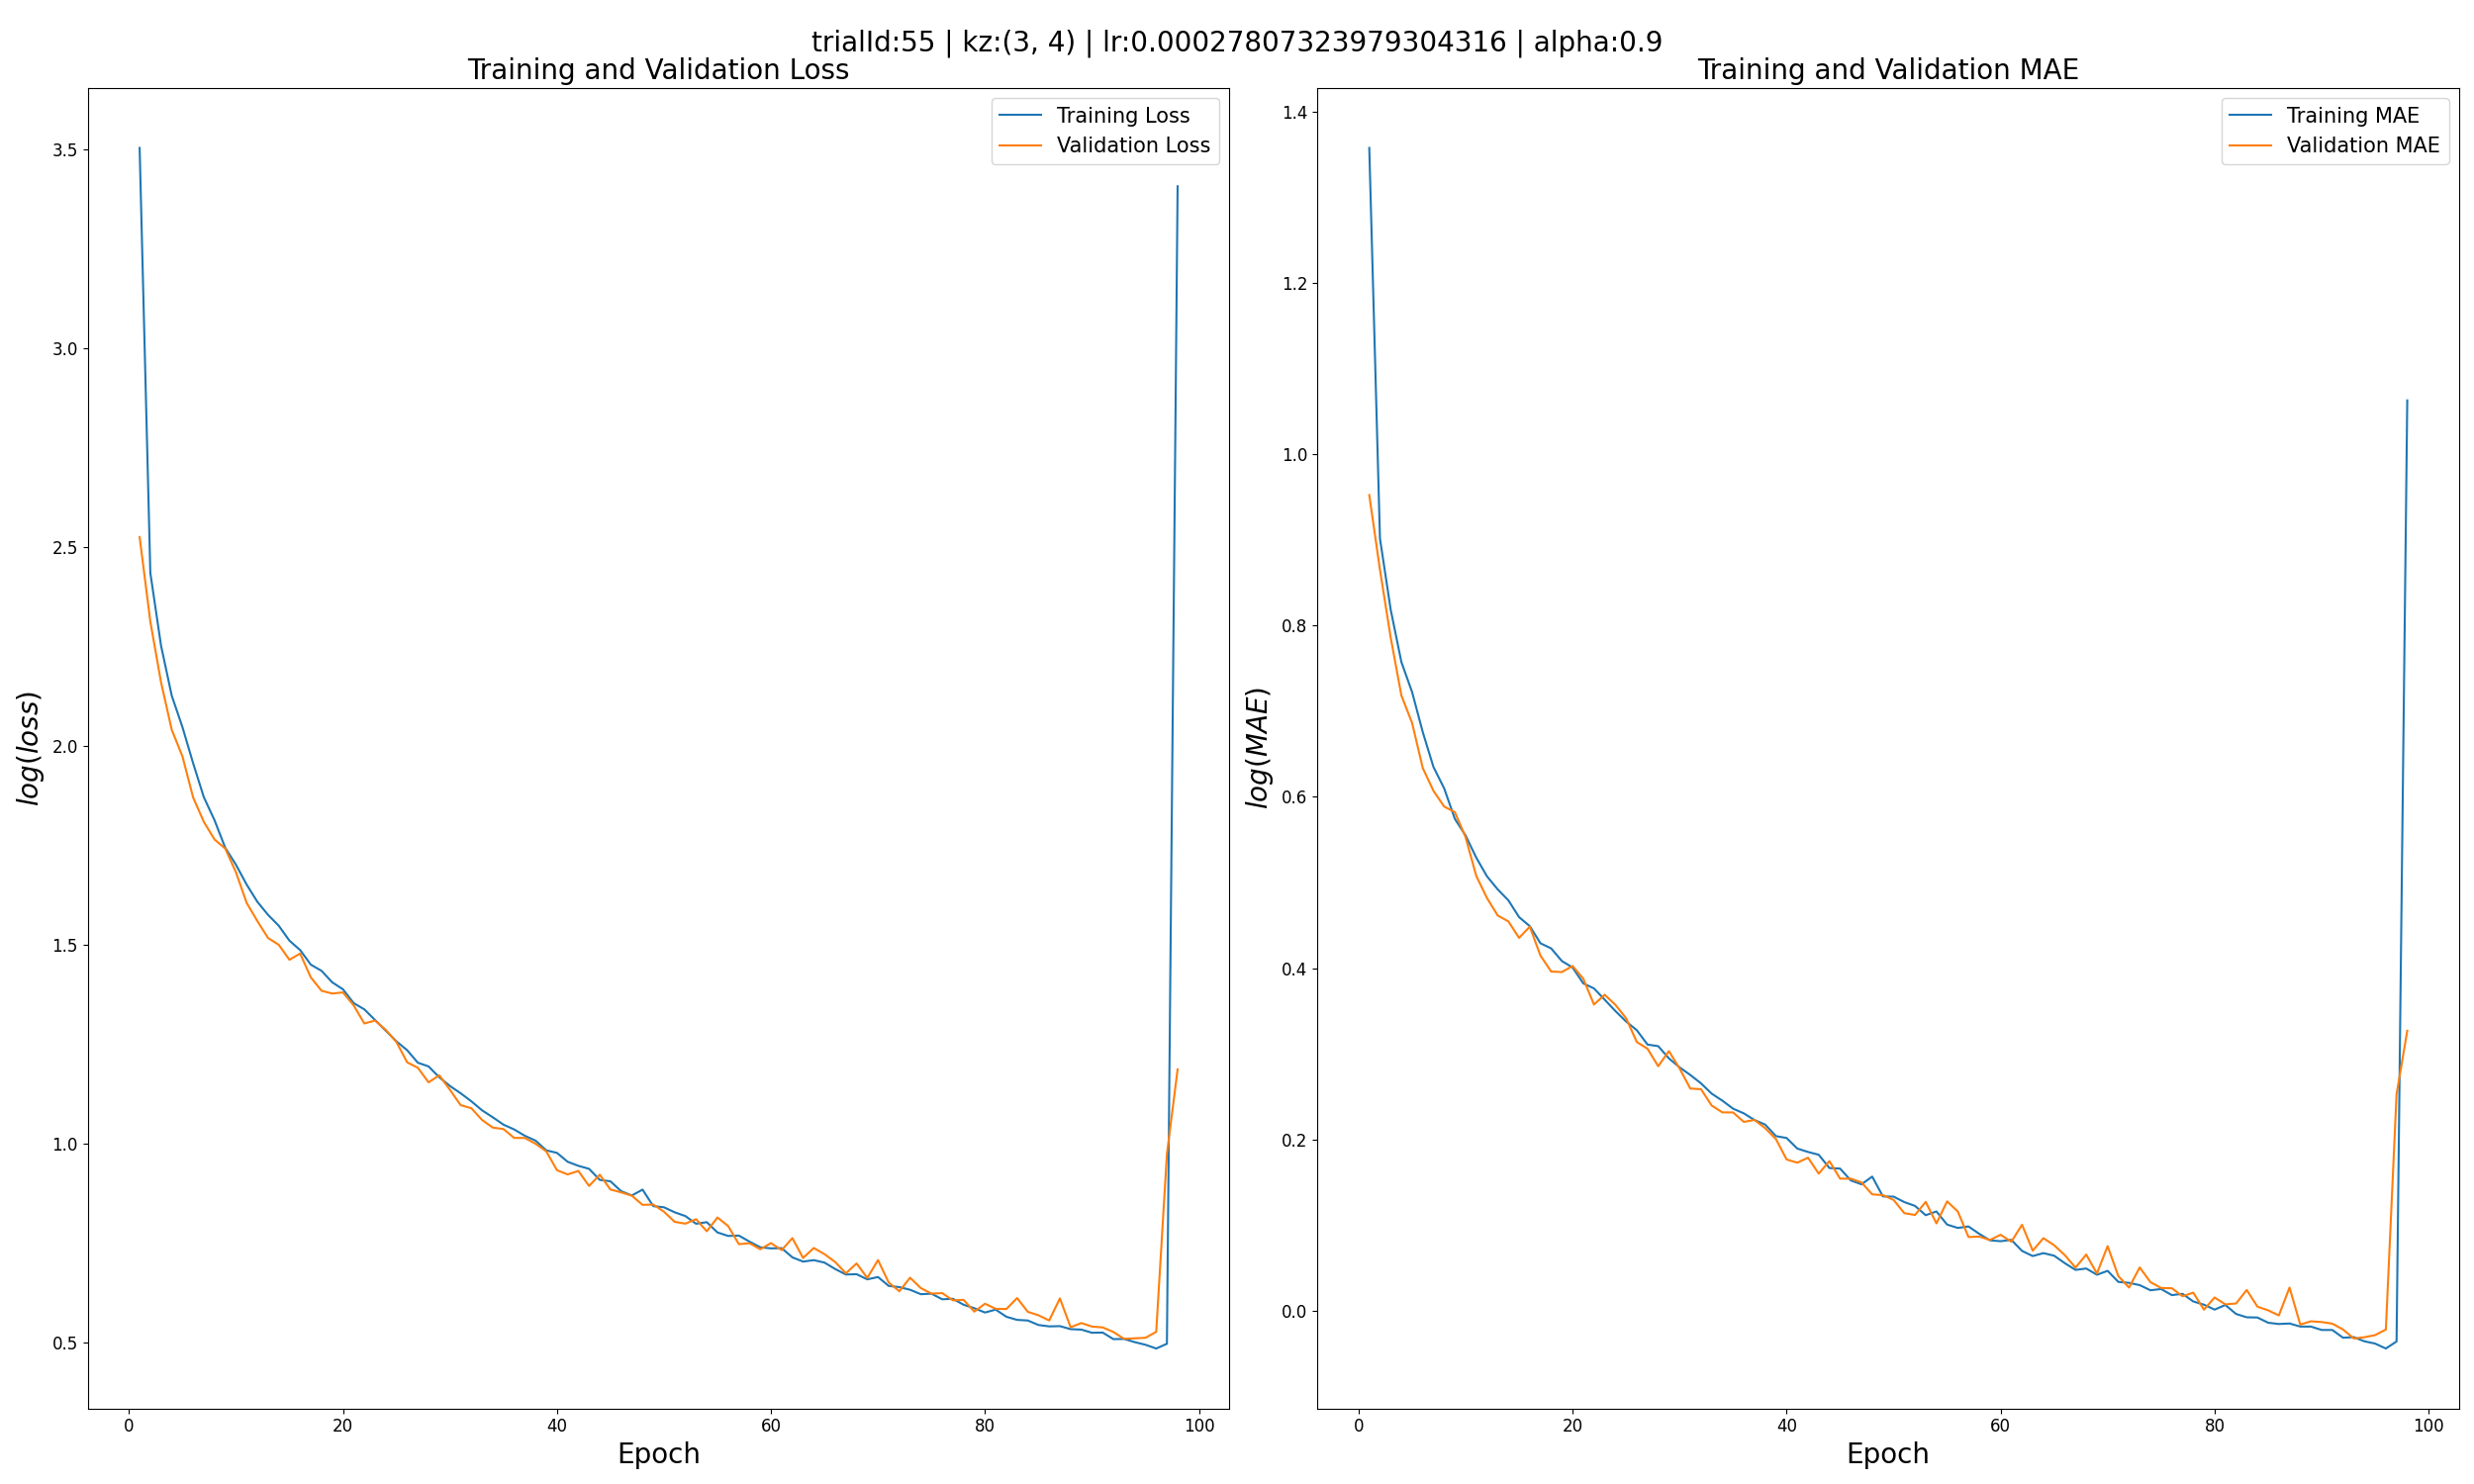 trialId:55 | kz:(3, 4) | lr:0.00027807323979304316 | alpha:0.9
Training and Validation Loss
Training Loss
Validation Loss
3.5
3.0
2.5
2.0
1.5
1.0
0.5
log(loss)
0 20 40 60 80 100
Epoch
Training and Validation MAE
Training MAE
Validation MAE
1.4
1.2
1.0
0.8
0.6
0.4
0.2
0.0
log(MAE)
0 20 40 60 80 100
Epoch